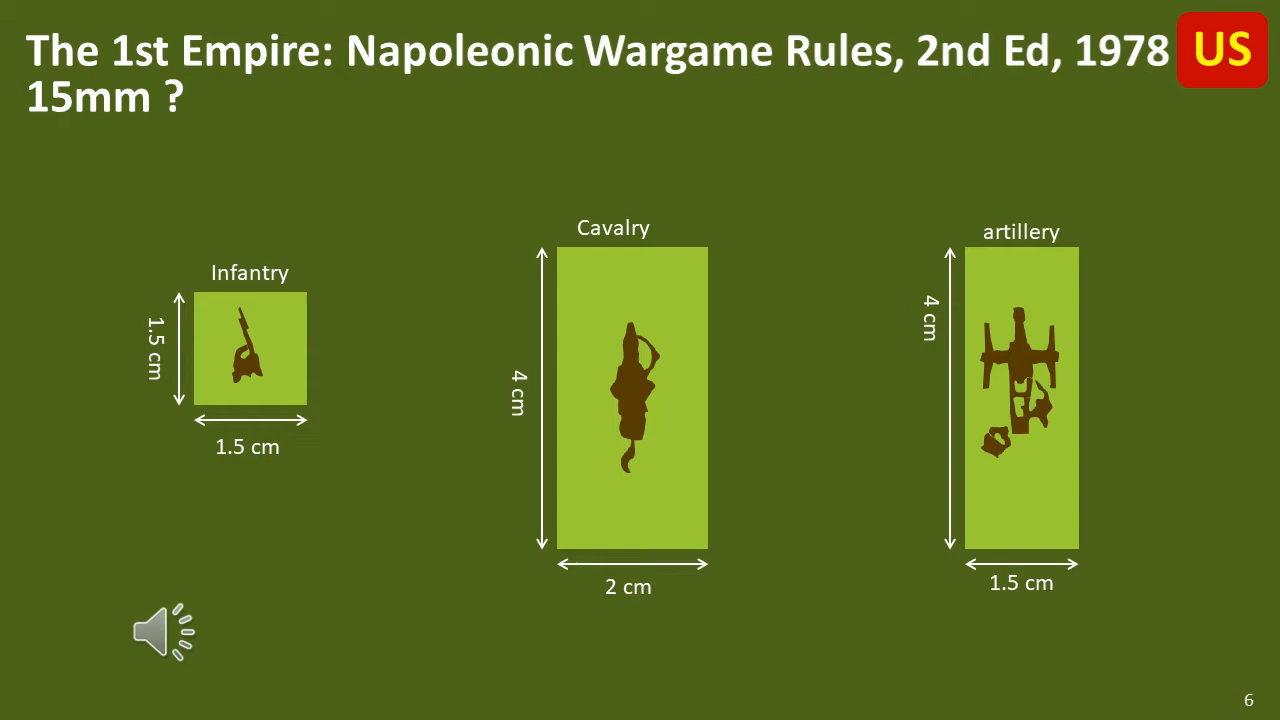 The 1st Empire: Napoleonic Wargame Rules, 2nd Ed, 1978
15mm ?
US
Infantry
1.5 cm
1.5 cm
Cavalry
4 cm
2 cm
artillery
4 cm
1.5 cm
6